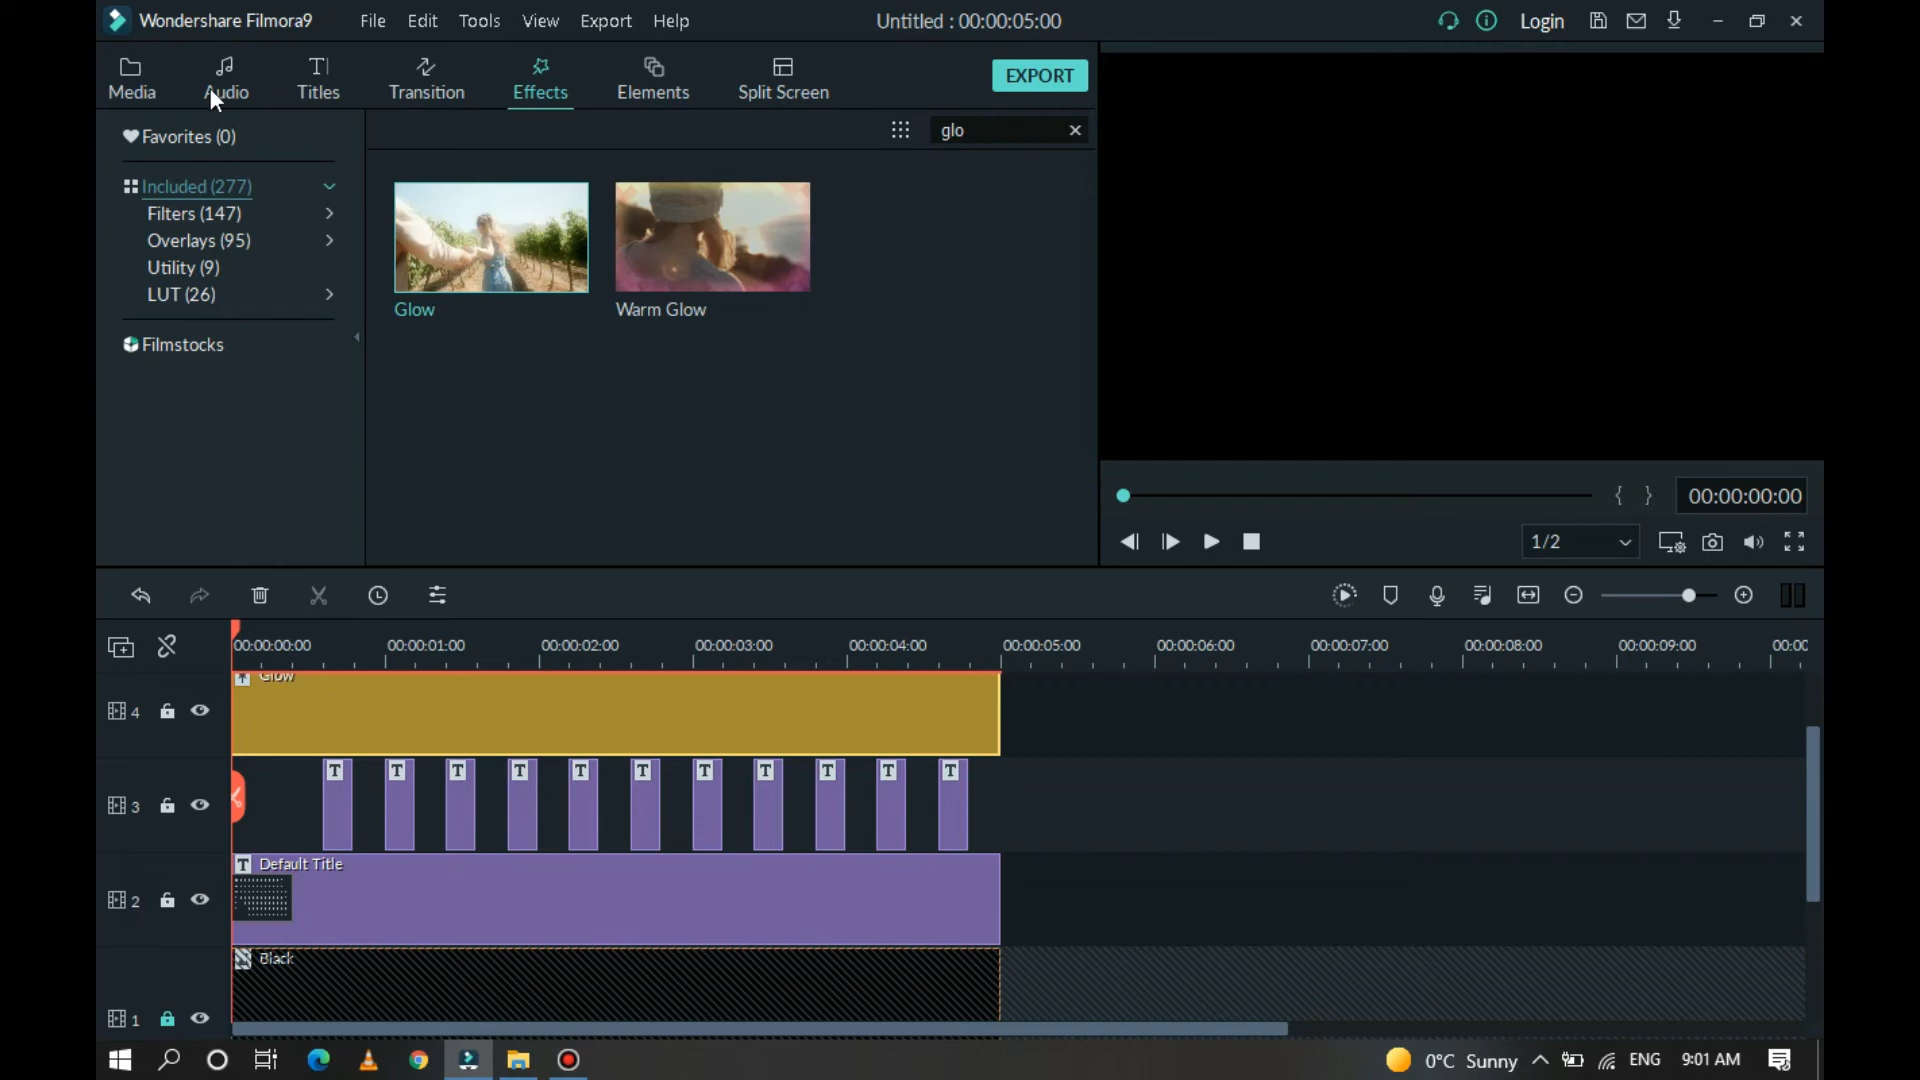 Wondershare Filmora9 File Edit Tools View Export Help Untitled : 00:00:05:00 Login
Media Audio Titles Transition Effects Elements Split Screen EXPORT
Favorites (0)
glo
Included (277)
Filters (147)
Overlays (95)
Utility (9)
LUT (26)
Filmstocks
Glow Warm Glow
00:00:00:00
1/2
00:00:00:00 00:00:01:00 00:00:02:00 00:00:03:00 00:00:04:00 00:00:05:00 00:00:06:00 00:00:07:00 00:00:08:00 00:00:09:00
Glow
4
T T T T T T T T T T T
3
T Default Title
2
Black
1
0°C Sunny ENG 9:01 AM